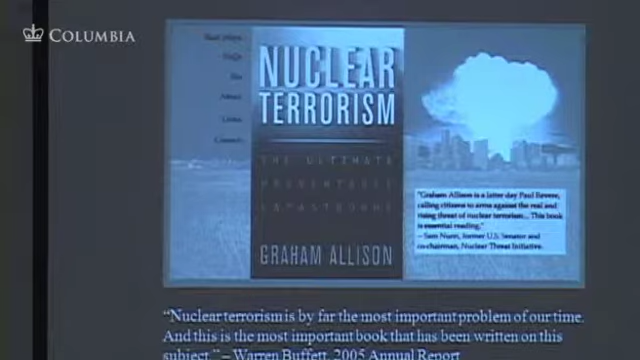 COLUMBIA
NUCLEAR
TERRORISM
THE ULTIMATE
PREVENTABLE
CATASTROPHE
GRAHAM ALLISON
"Graham Allison is a latter day Paul Revere,
calling citizens to arms against the real and
rising threat of nuclear terrorism... This book
is essential reading."
– Sam Nunn, former U.S. Senator and
co-chairman, Nuclear Threat Initiative.
“Nuclear terrorism is by far the most important problem of our time.
And this is the most important book that has been written on this
subject.” – Warren Buffett, 2005 Annual Report